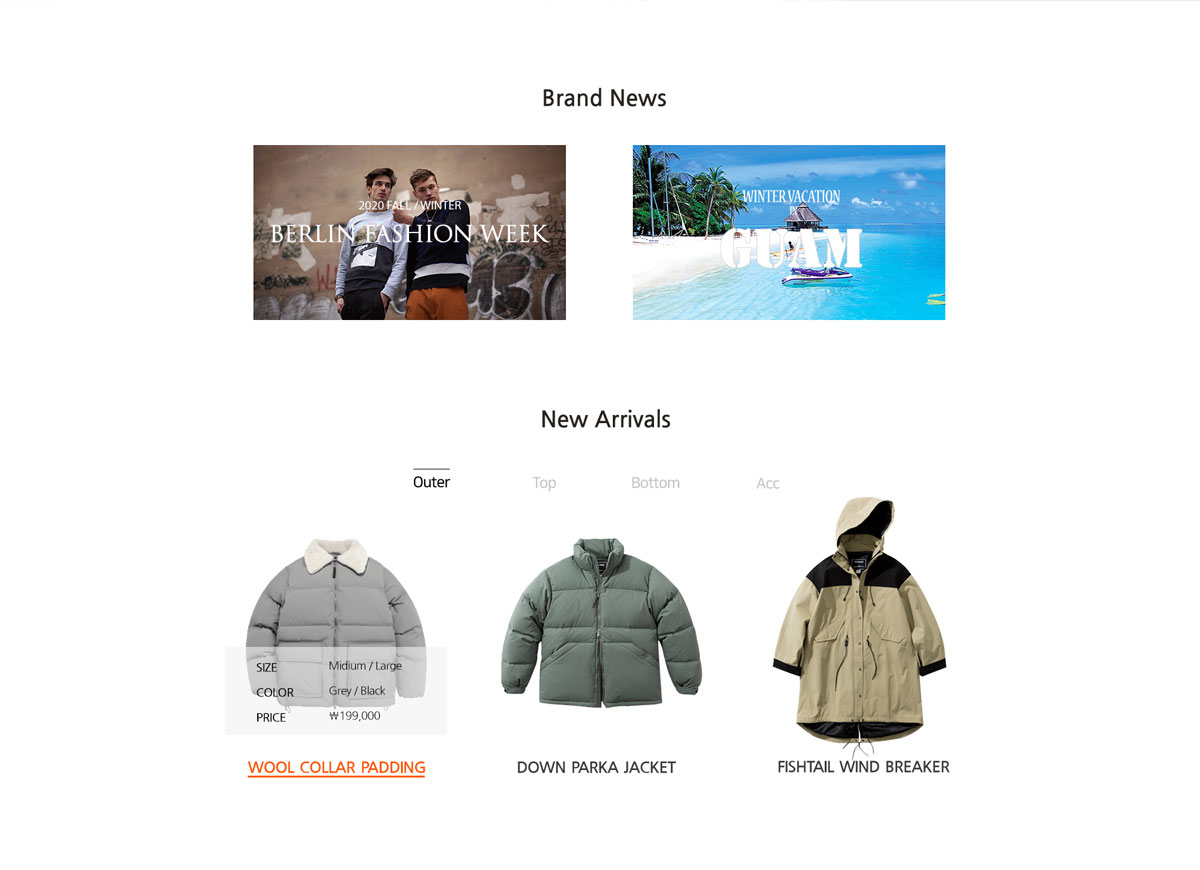 Brand News
2020 FALL / WINTER
BERLIN FASHION WEEK
WINTER VACATION
IN
GUAM
New Arrivals
Outer
Top
Bottom
Acc
SIZE Midium / Large
COLOR Grey / Black
PRICE ₩199,000
WOOL COLLAR PADDING
DOWN PARKA JACKET
FISHTAIL WIND BREAKER